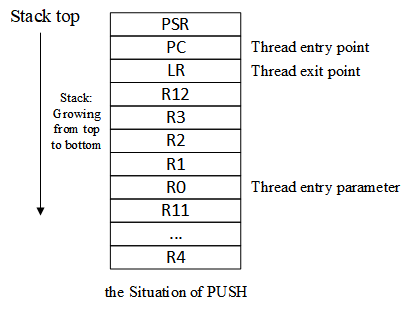 Stack top
PSR
PC Thread entry point
LR Thread exit point
R12
Stack:
Growing
from top
to bottom
R3
R2
R1
R0 Thread entry parameter
R11
...
R4
the Situation of PUSH